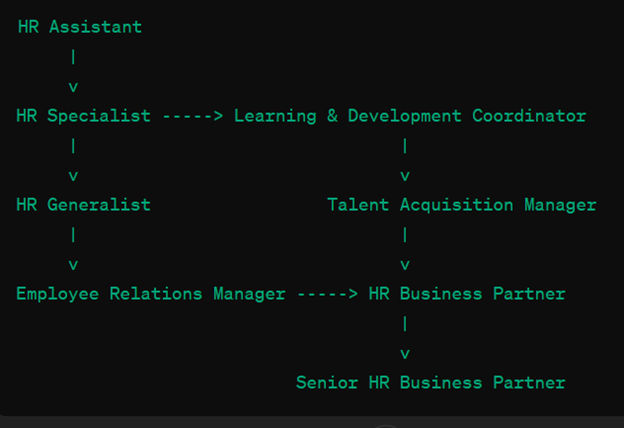 HR Assistant
|
v
HR Specialist -----> Learning & Development Coordinator
| |
v v
HR Generalist Talent Acquisition Manager
| |
v v
Employee Relations Manager -----> HR Business Partner
|
v
Senior HR Business Partner